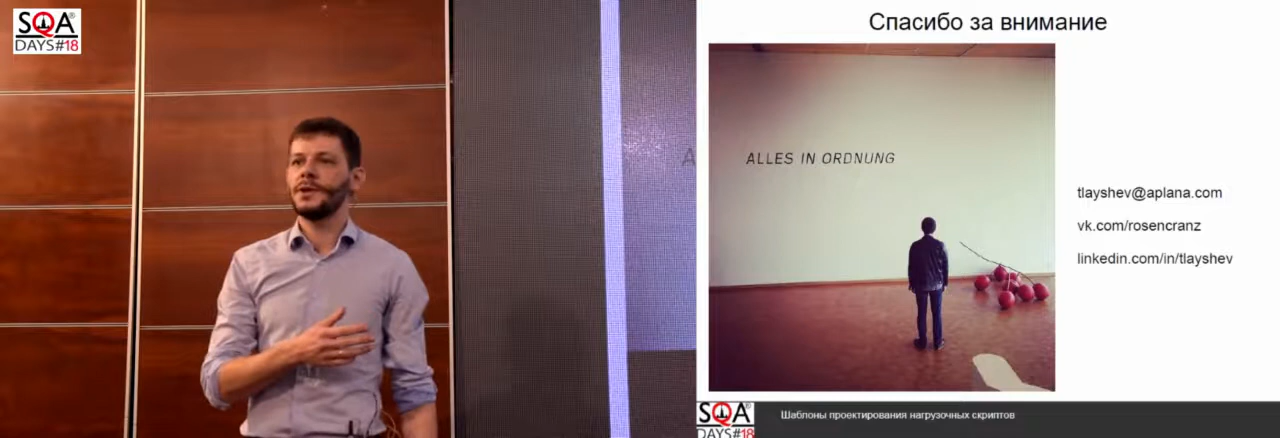 SQA
DAYS#18
Спасибо за внимание
ALLES IN ORDNUNG
tlayshev@aplana.com
vk.com/rosencranz
linkedin.com/in/tlayshev
SQA
DAYS#18
Шаблоны проектирования нагрузочных скриптов